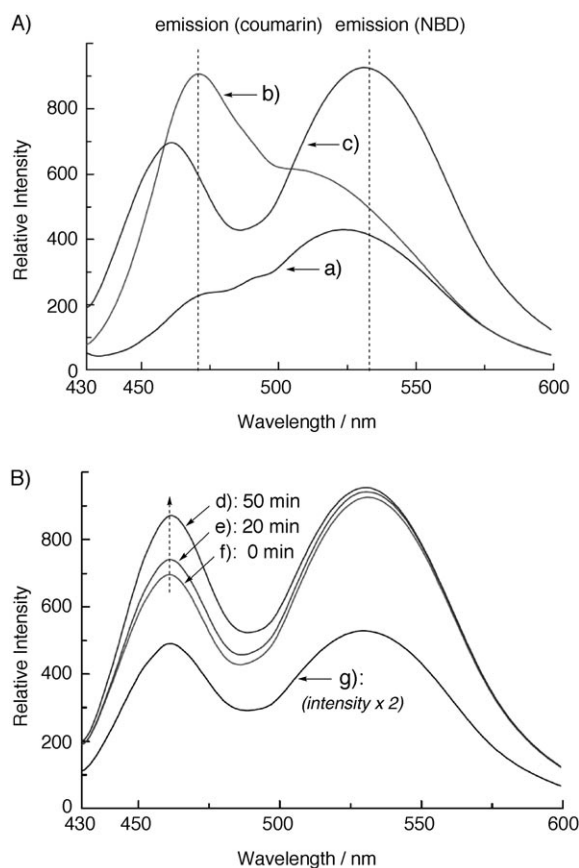 A)
emission (coumarin) emission (NBD)
Relative Intensity
1000
800
600
400
200
0
b)
c)
a)
430 450 500 550 600
Wavelength / nm
B)
Relative Intensity
800
600
400
200
0
d): 50 min
e): 20 min
f): 0 min
g):
(intensity x 2)
430 450 500 550 600
Wavelength / nm